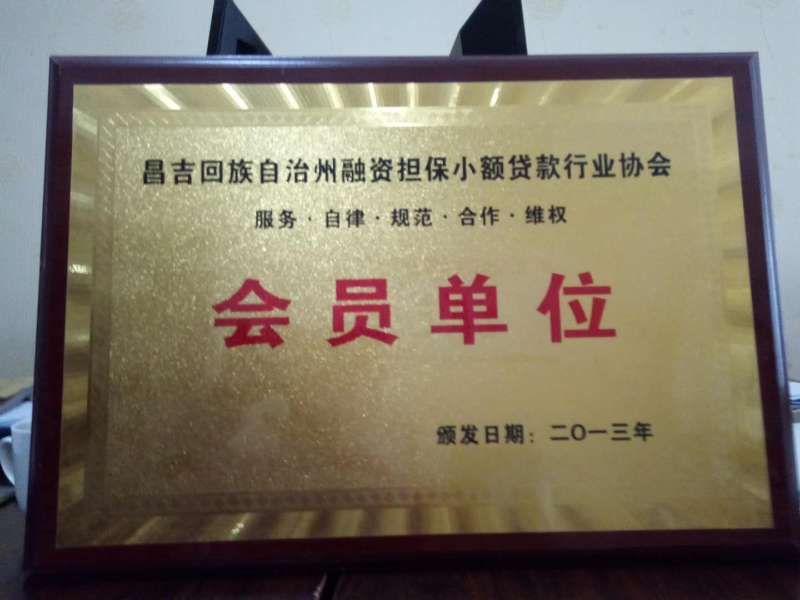 昌吉回族自治州融资担保小额贷款行业协会
服务·自律·规范·合作·维权
会员单位
颁发日期：二〇一三年